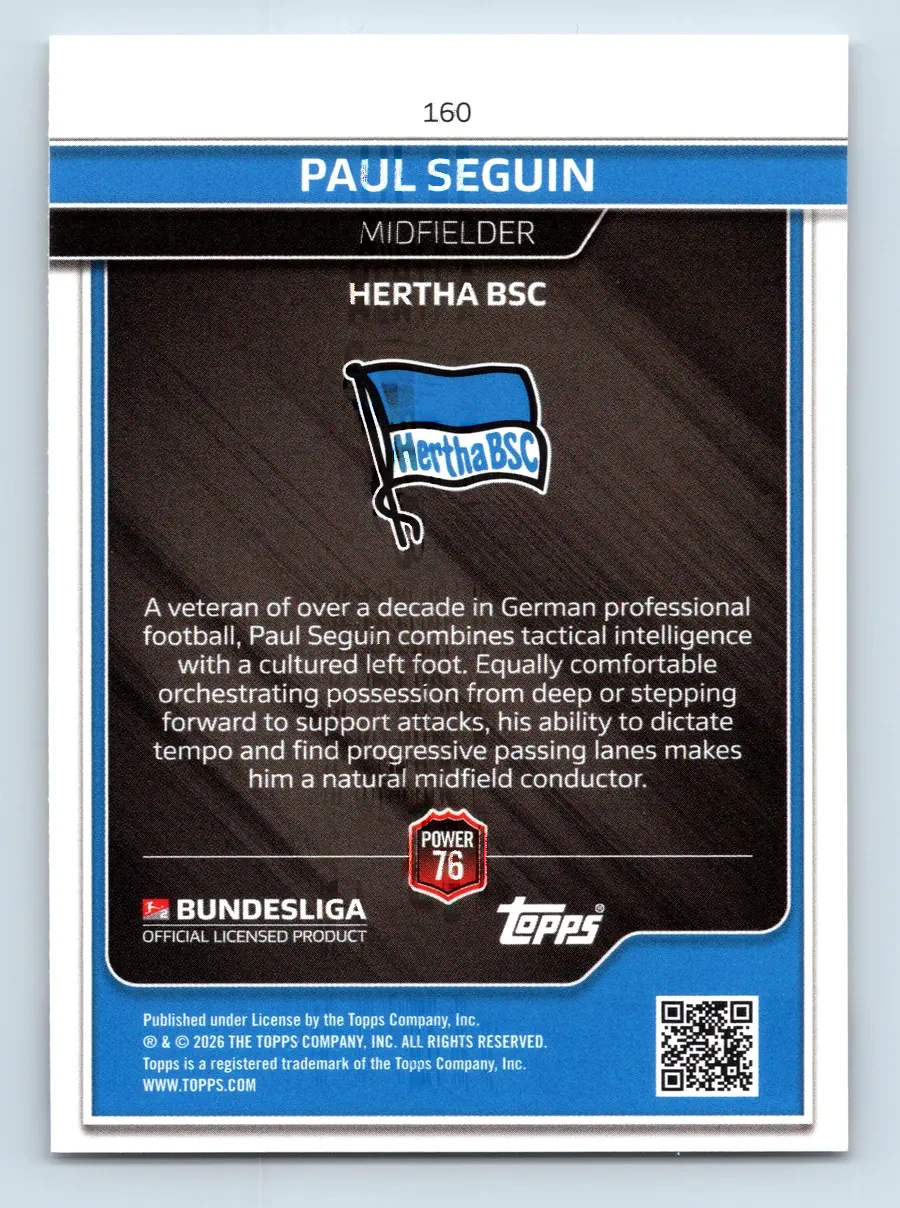 160
PAUL SEGUIN
MIDFIELDER
HERTHA BSC
HerthaBSC
A veteran of over a decade in German professional
football, Paul Seguin combines tactical intelligence
with a cultured left foot. Equally comfortable
orchestrating possession from deep or stepping
forward to support attacks, his ability to dictate
tempo and find progressive passing lanes makes
him a natural midfield conductor.
POWER
76
2 BUNDESLIGA
OFFICIAL LICENSED PRODUCT
topps®
Published under License by the Topps Company, Inc.
® & © 2026 THE TOPPS COMPANY, INC. ALL RIGHTS RESERVED.
Topps is a registered trademark of the Topps Company, Inc.
WWW.TOPPS.COM